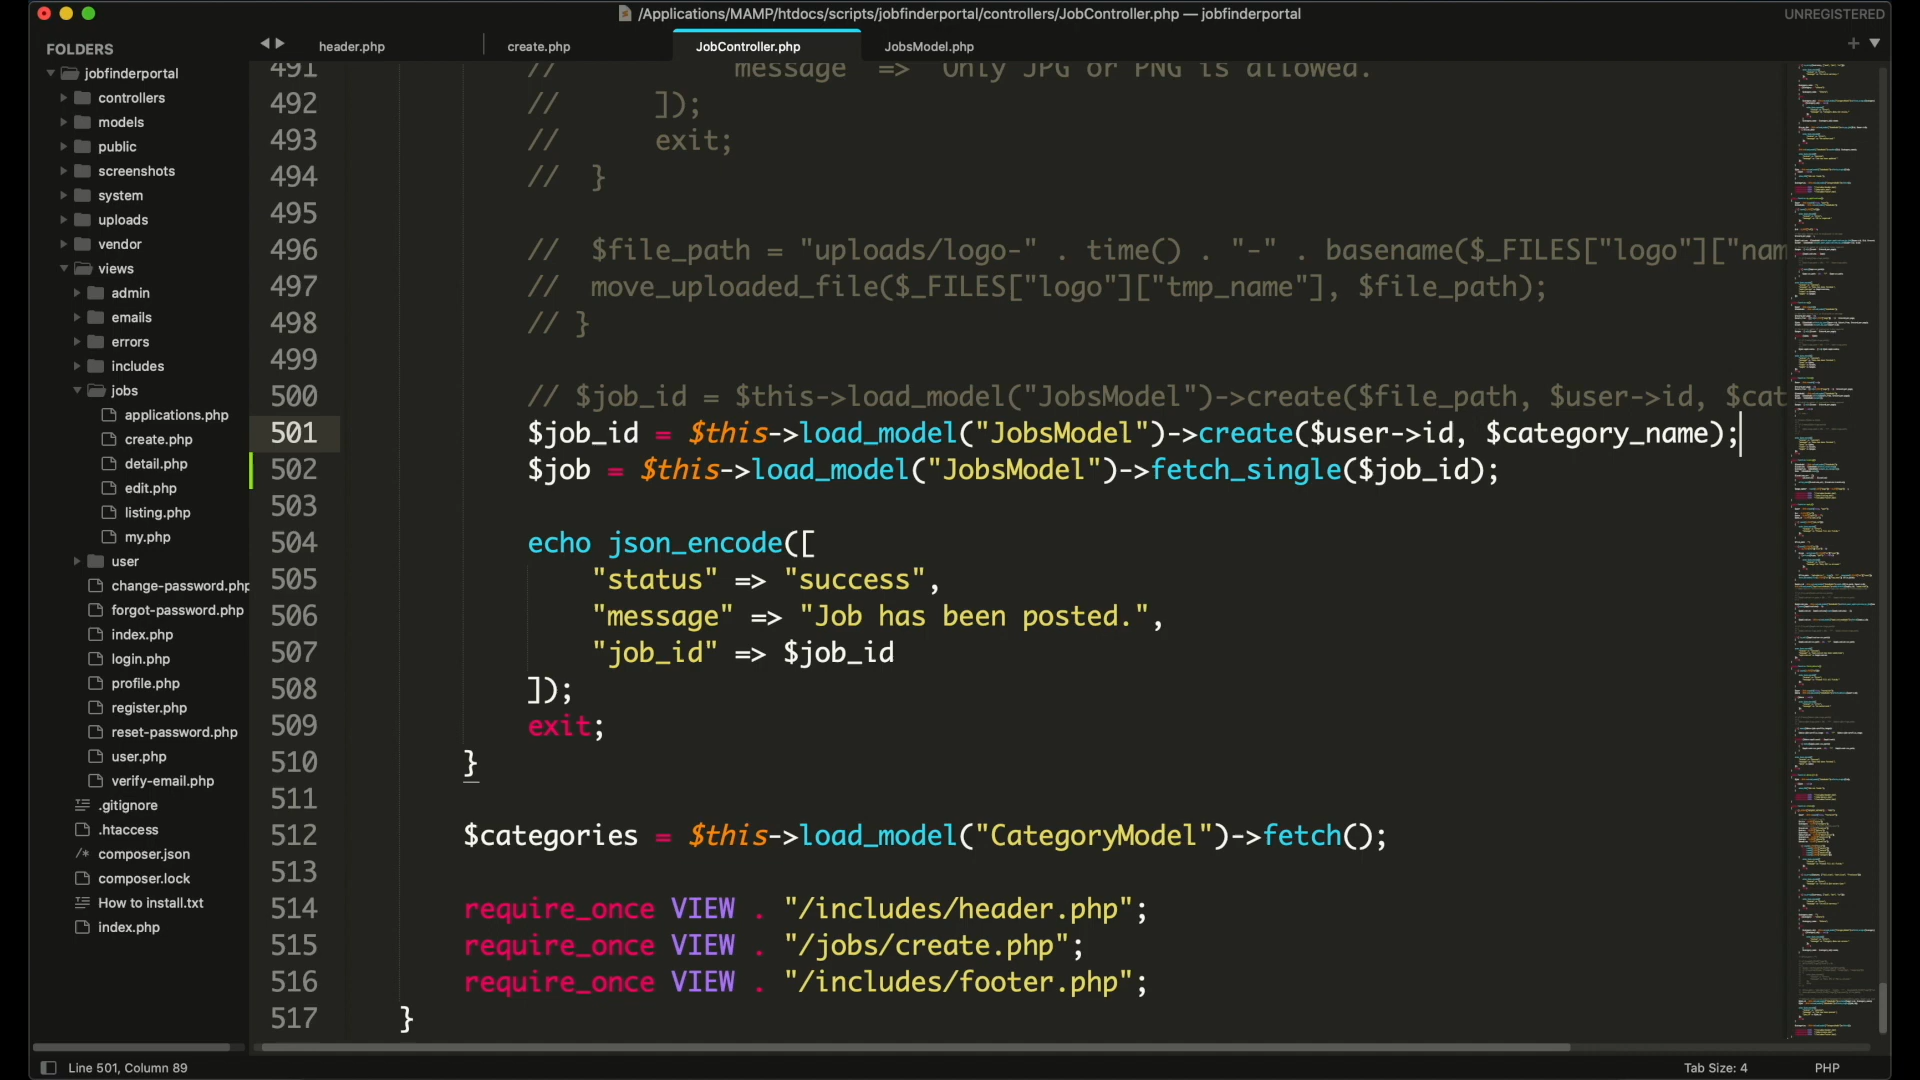 /Applications/MAMP/htdocs/scripts/jobfinderportal/controllers/JobController.php — jobfinderportal
UNREGISTERED
FOLDERS
jobfinderportal
controllers
models
public
screenshots
system
uploads
vendor
views
admin
emails
errors
includes
jobs
applications.php
create.php
detail.php
edit.php
listing.php
my.php
user
change-password.php
forgot-password.php
index.php
login.php
profile.php
register.php
reset-password.php
user.php
verify-email.php
.gitignore
.htaccess
/* composer.json
composer.lock
How to install.txt
index.php
header.php
create.php
JobController.php
JobsModel.php
491 // message => Only JPG or PNG is allowed.
492 // ]);
493 // exit;
494 // }
495
496 // $file_path = "uploads/logo-" . time() . "-" . basename($_FILES["logo"]["nam
497 // move_uploaded_file($_FILES["logo"]["tmp_name"], $file_path);
498 // }
499
500 // $job_id = $this->load_model("JobsModel")->create($file_path, $user->id, $cat
501 $job_id = $this->load_model("JobsModel")->create($user->id, $category_name);
502 $job = $this->load_model("JobsModel")->fetch_single($job_id);
503
504 echo json_encode([
505 "status" => "success",
506 "message" => "Job has been posted.",
507 "job_id" => $job_id
508 ]);
509 exit;
510 }
511
512 $categories = $this->load_model("CategoryModel")->fetch();
513
514 require_once VIEW . "/includes/header.php";
515 require_once VIEW . "/jobs/create.php";
516 require_once VIEW . "/includes/footer.php";
517 }
Line 501, Column 89
Tab Size: 4
PHP